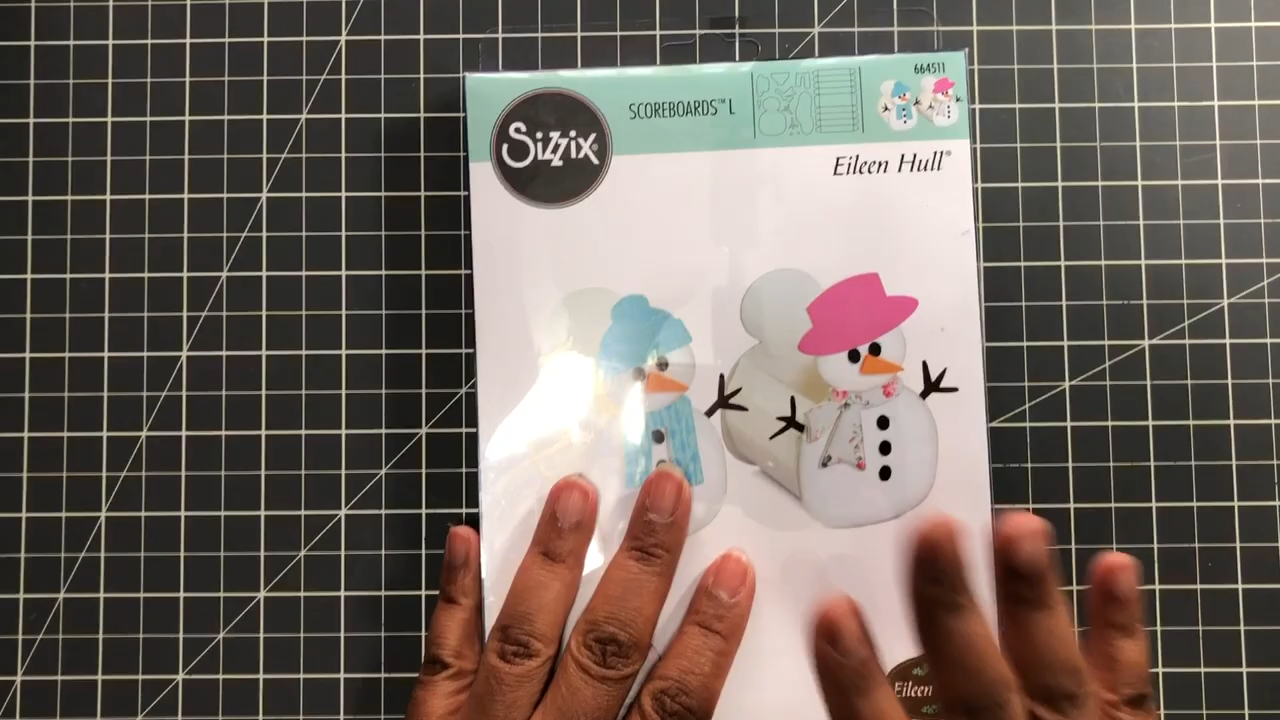 664511
SCOREBOARDS™ L
Sizzix®
Eileen Hull®
Eileen